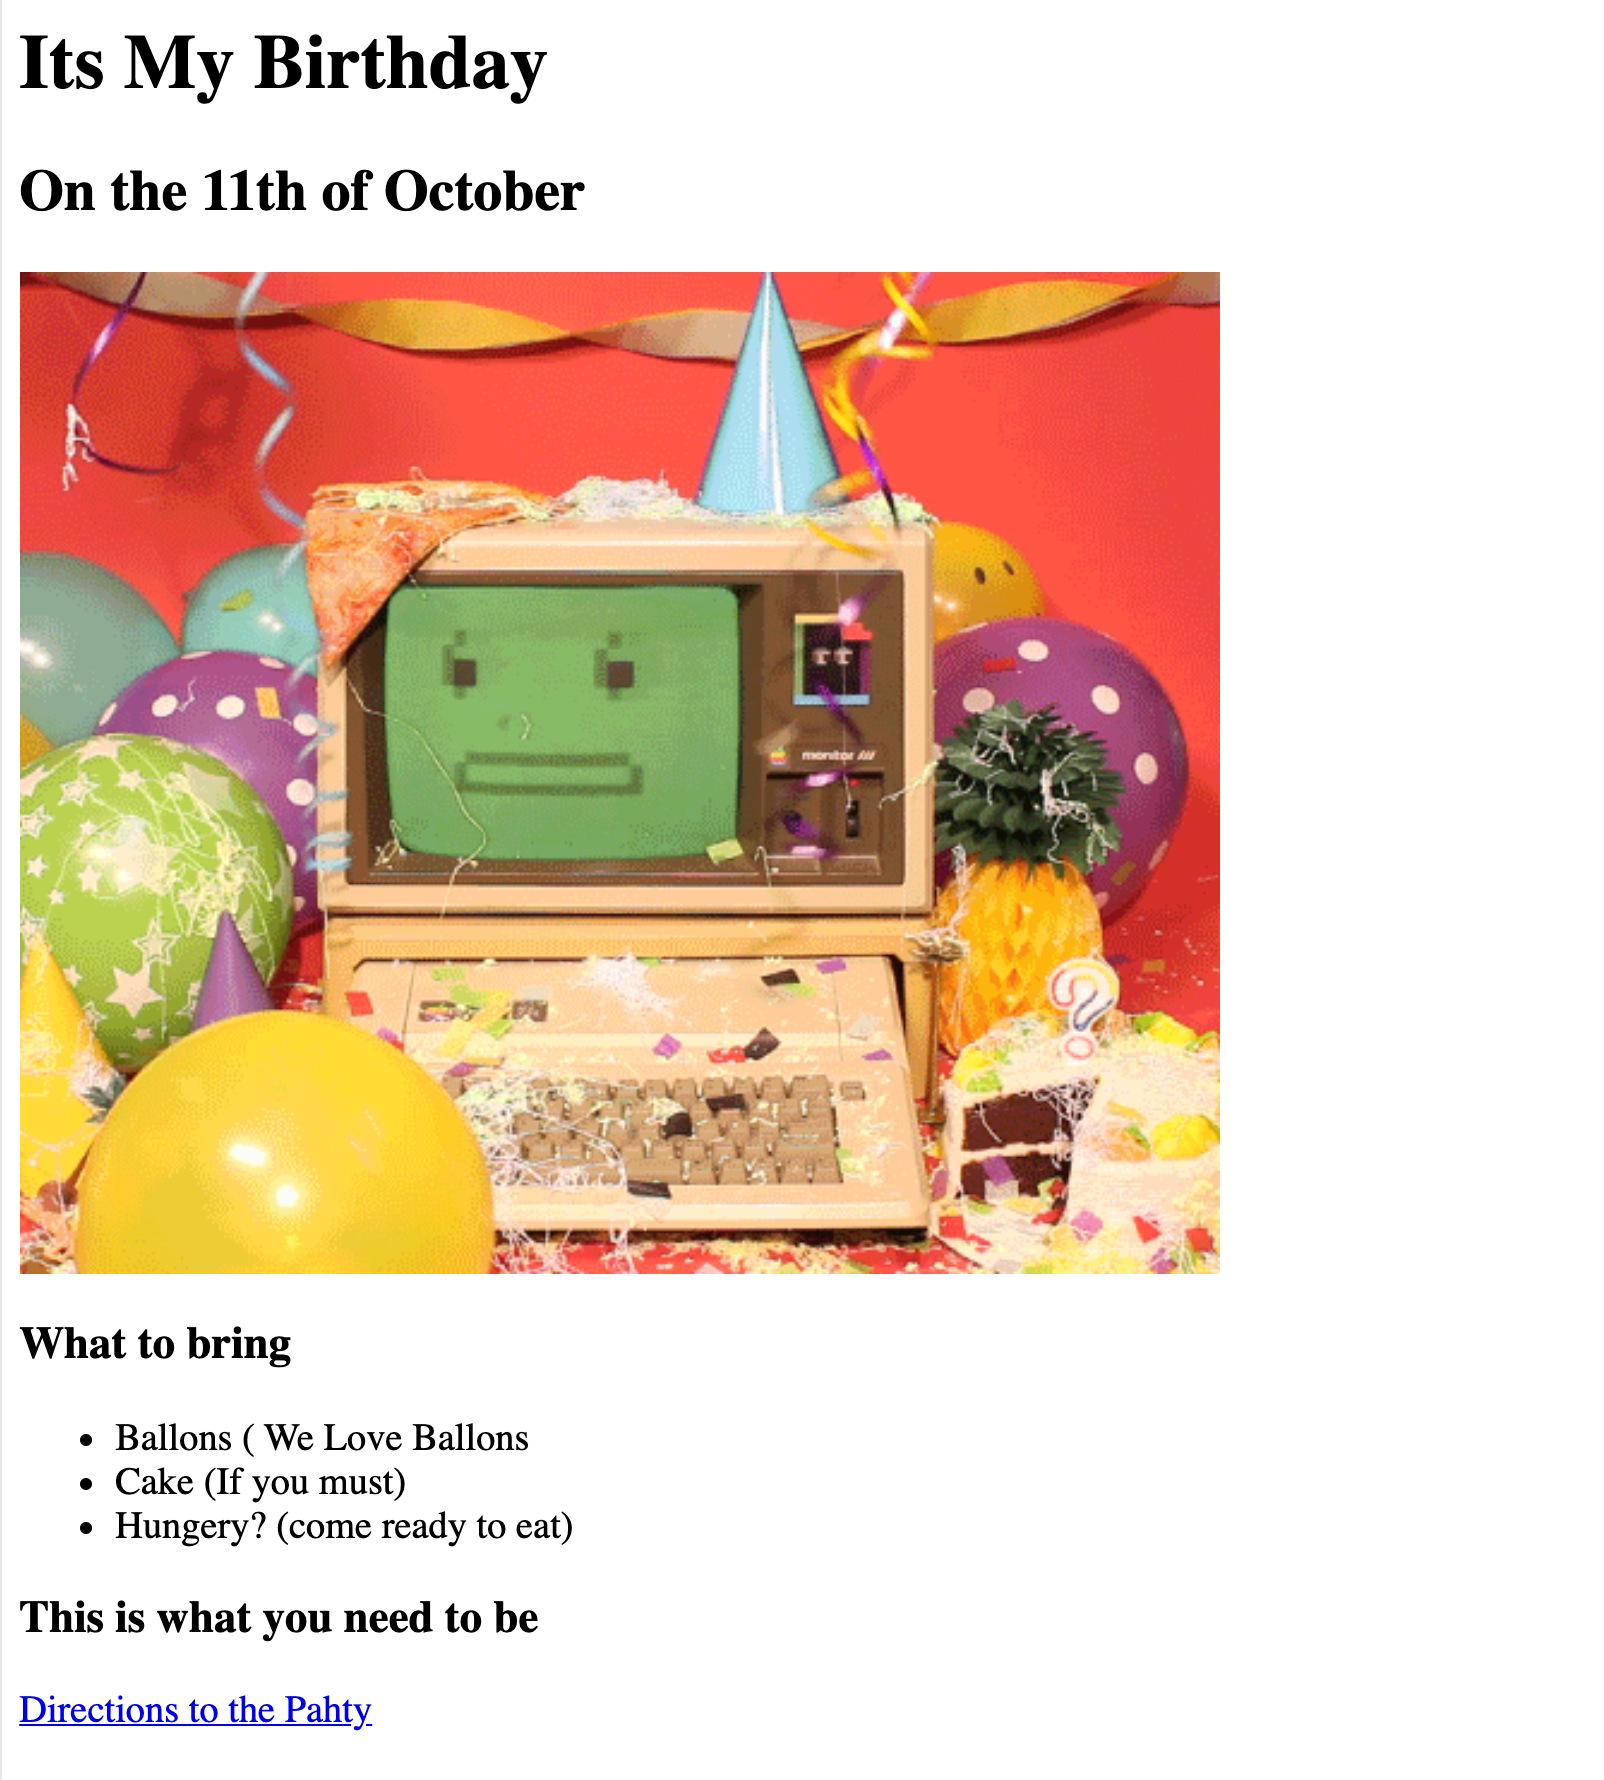 Its My Birthday
On the 11th of October
monitor ///
?
What to bring
Ballons ( We Love Ballons
Cake (If you must)
Hungery? (come ready to eat)
This is what you need to be
Directions to the Pahty